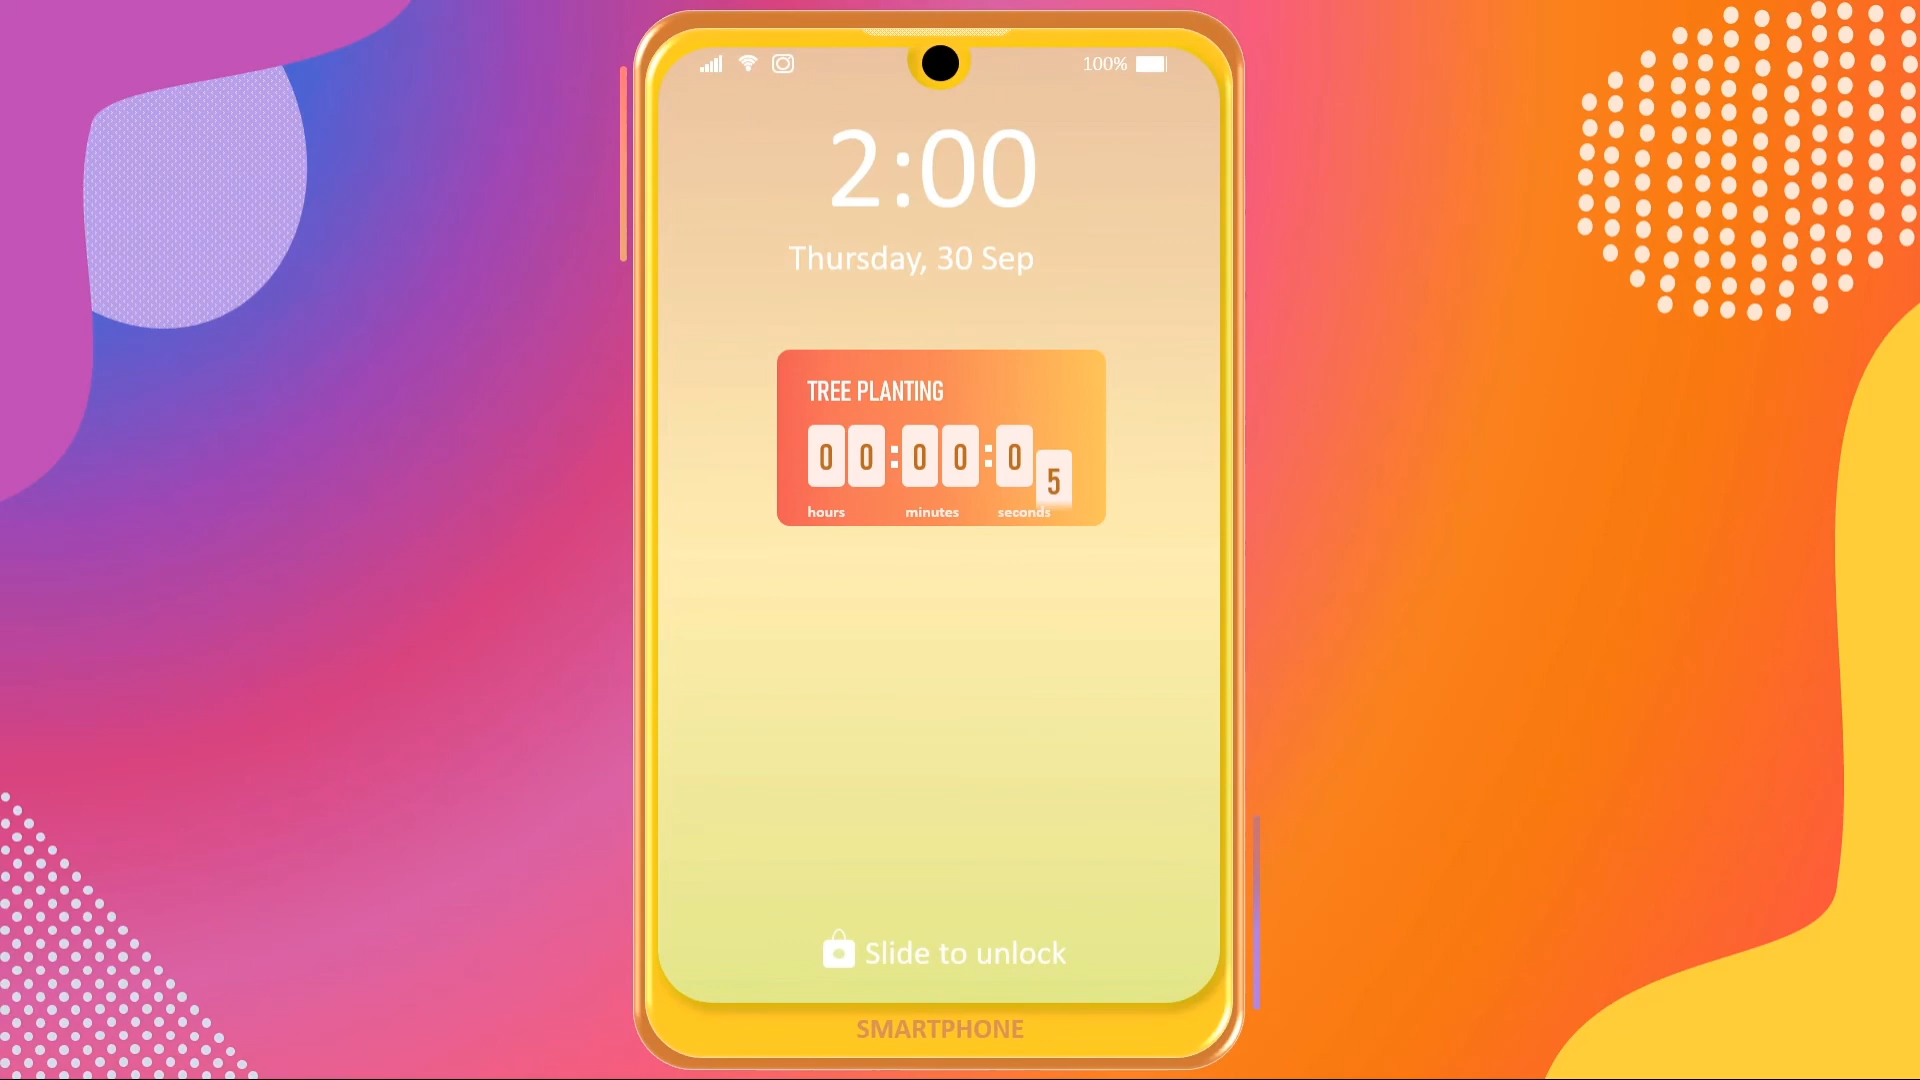 100%
2:00
Thursday, 30 Sep
TREE PLANTING
00:00:05
hours minutes seconds
Slide to unlock
SMARTPHONE